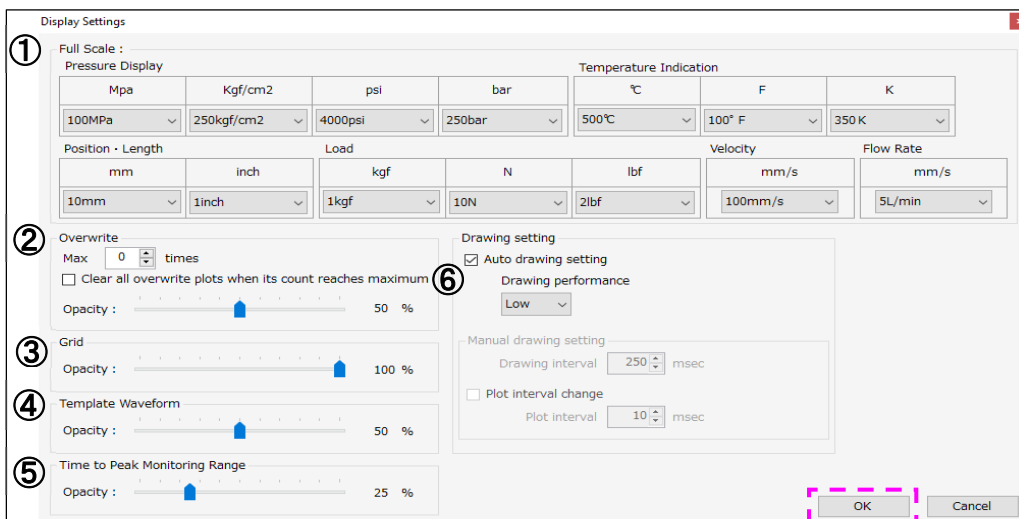 Display Settings
×
①
Full Scale :
Pressure Display
Temperature Indication
Mpa Kgf/cm2 psi bar ℃ F K
100MPa 250kgf/cm2 4000psi 250bar 500℃ 100° F 350 K
Position・Length Load Velocity Flow Rate
mm inch kgf N lbf mm/s mm/s
10mm 1inch 1kgf 10N 2lbf 100mm/s 5L/min
② Overwrite
Max 0 times
Clear all overwrite plots when its count reaches maximum
Opacity : 50 %
③ Grid
Opacity : 100 %
④ Template Waveform
Opacity : 50 %
⑤ Time to Peak Monitoring Range
Opacity : 25 %
Drawing setting
Auto drawing setting
⑥ Drawing performance
Low
Manual drawing setting
Drawing interval 250 msec
Plot interval change
Plot interval 10 msec
OK Cancel